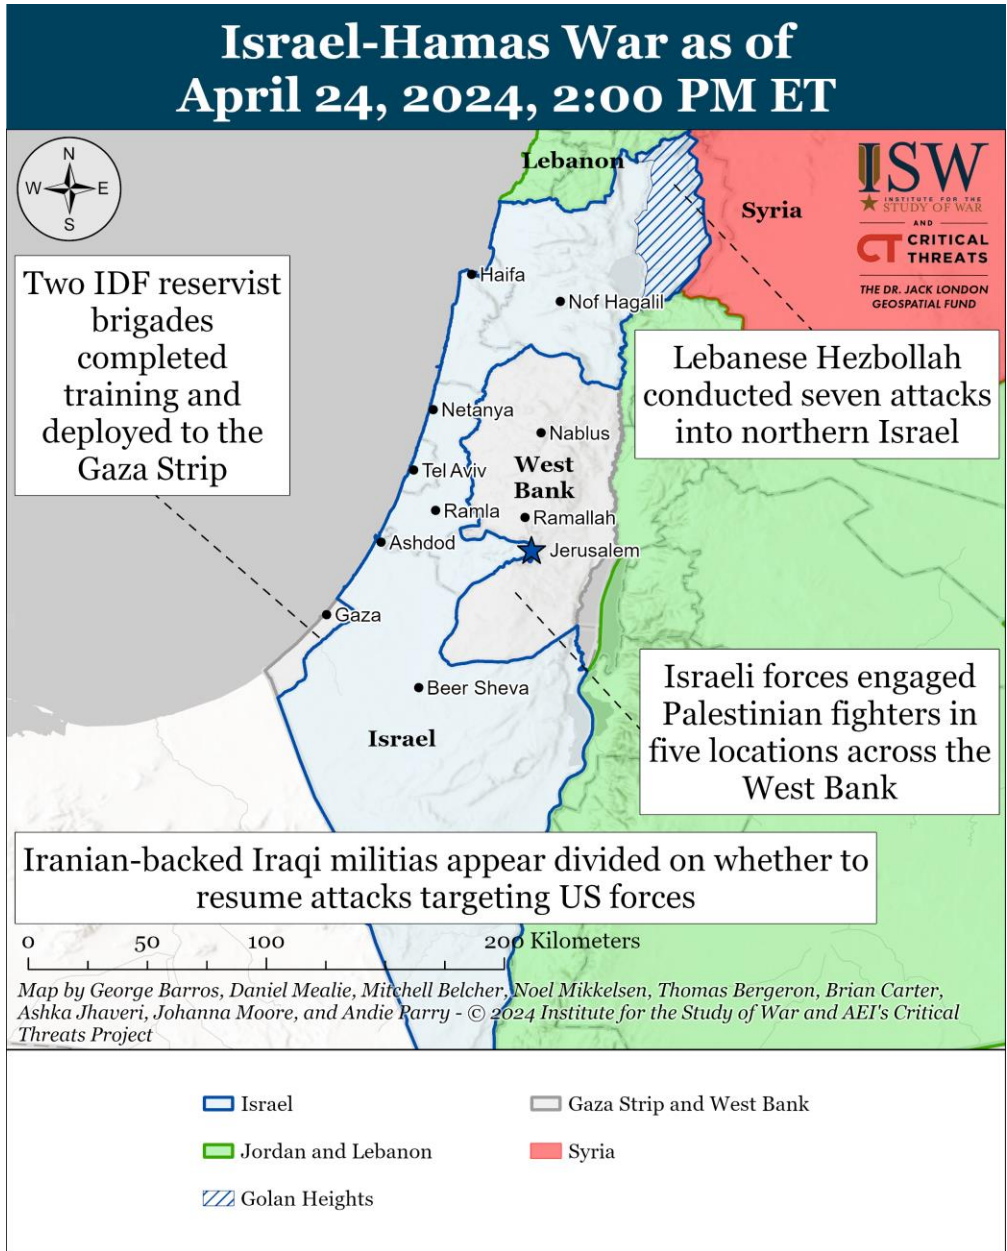 Israel-Hamas War as of
April 24, 2024, 2:00 PM ET
N
W
E
S
Lebanon
Syria
ISW
INSTITUTE FOR THE
STUDY OF WAR
AND
CT CRITICAL
THREATS
THE DR. JACK LONDON
GEOSPATIAL FUND
Two IDF reservist
brigades
completed
training and
deployed to the
Gaza Strip
Haifa
Nof Hagalil
Lebanese Hezbollah
conducted seven attacks
into northern Israel
Netanya
Nablus
Tel Aviv
West
Bank
Ramla
Ramallah
Ashdod
Jerusalem
Gaza
Beer Sheva
Israel
Israeli forces engaged
Palestinian fighters in
five locations across the
West Bank
Iranian-backed Iraqi militias appear divided on whether to
resume attacks targeting US forces
0 50 100 200 Kilometers
Map by George Barros, Daniel Mealie, Mitchell Belcher, Noel Mikkelsen, Thomas Bergeron, Brian Carter,
Ashka Jhaveri, Johanna Moore, and Andie Parry - © 2024 Institute for the Study of War and AEI's Critical
Threats Project
Israel
Gaza Strip and West Bank
Jordan and Lebanon
Syria
Golan Heights